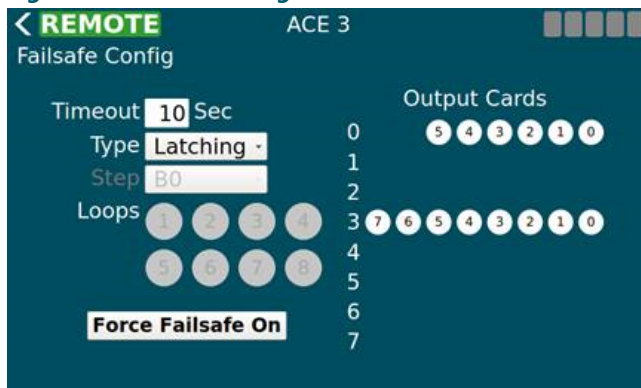 < REMOTE ACE 3
Failsafe Config
Timeout 10 Sec
Type Latching
Step B0
Loops 1 2 3 4
5 6 7 8
Force Failsafe On
Output Cards
0 5 4 3 2 1 0
1
2
3 7 6 5 4 3 2 1 0
4
5
6
7